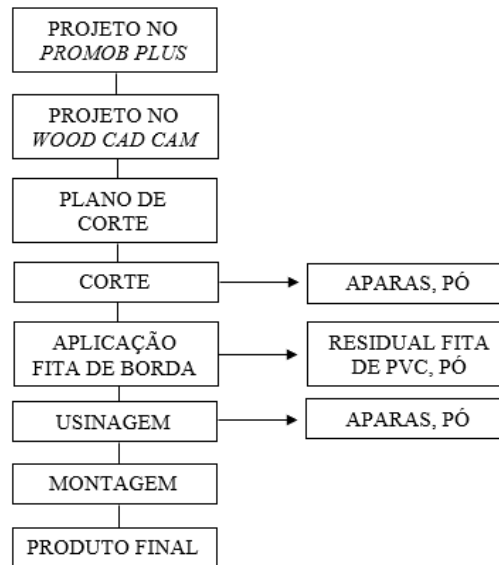 PROJETO NO
PROMOB PLUS
PROJETO NO
WOOD CAD CAM
PLANO DE
CORTE
CORTE
APARAS, PÓ
APLICAÇÃO
FITA DE BORDA
RESIDUAL FITA
DE PVC, PÓ
USINAGEM
APARAS, PÓ
MONTAGEM
PRODUTO FINAL